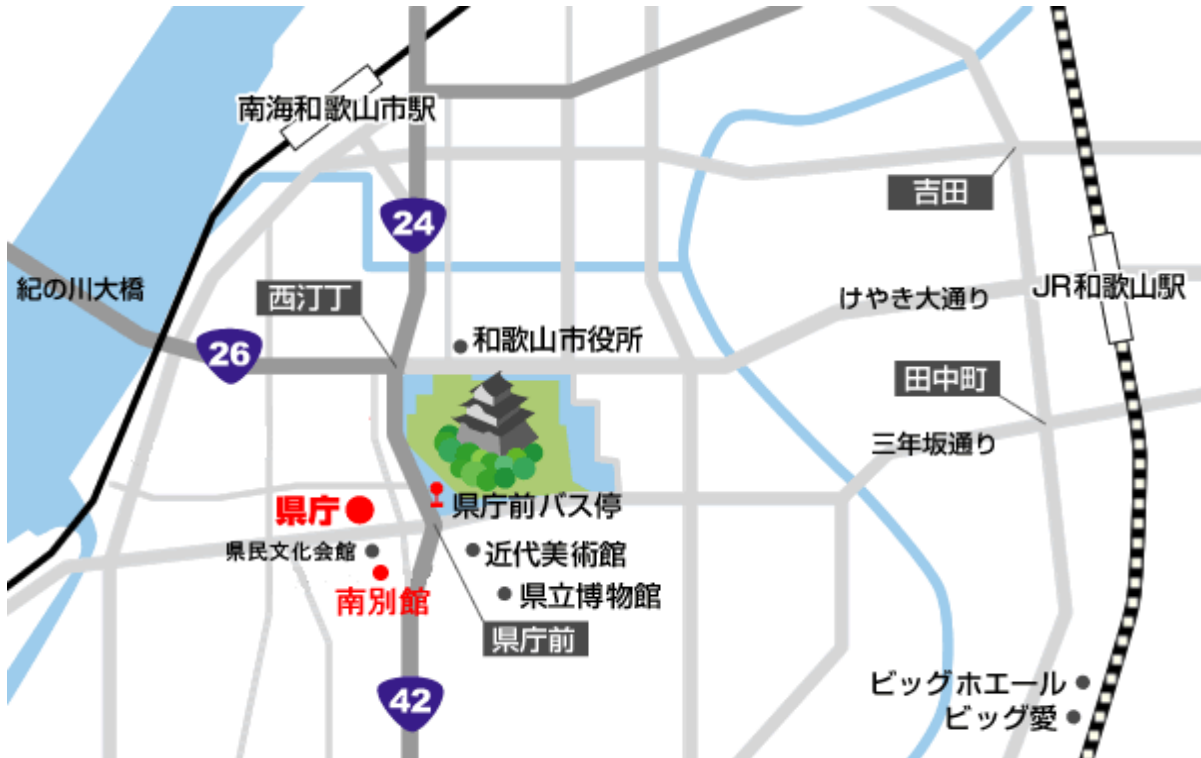 南海和歌山市駅
24
吉田
紀の川大橋
西汀丁
けやき大通り
JR和歌山駅
26
和歌山市役所
田中町
三年坂通り
県庁
県庁前バス停
県民文化会館
近代美術館
南別館
県立博物館
県庁前
42
ビッグホエール
ビッグ愛